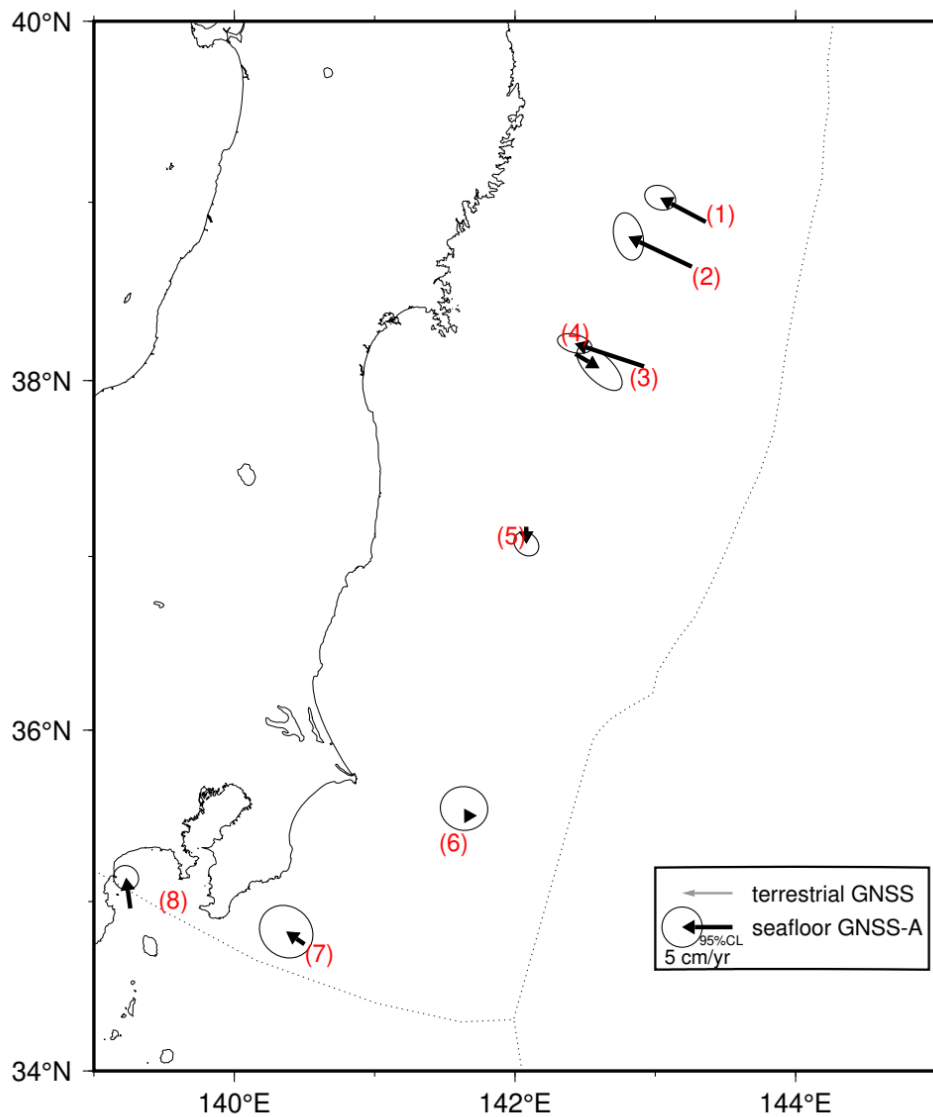 40°N
(1)
(2)
(4)
38°N
(3)
(5)
36°N
(6)
(8)
(7)
terrestrial GNSS
seafloor GNSS-A
95%CL
5 cm/yr
34°N
140°E
142°E
144°E